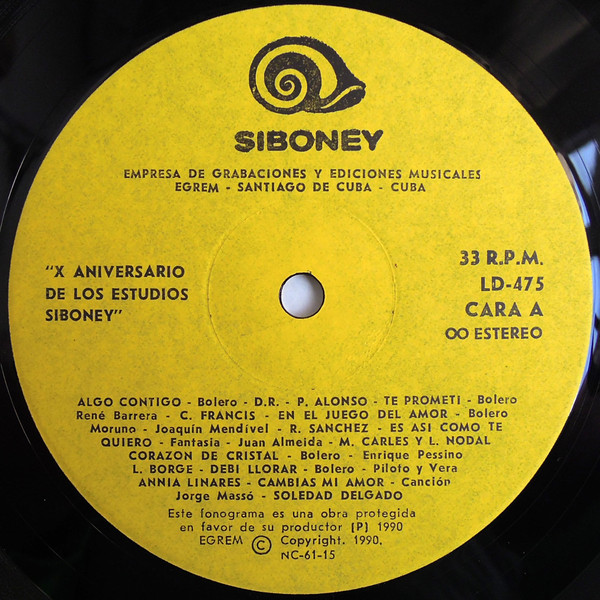 SIBONEY
EMPRESA DE GRABACIONES Y EDICIONES MUSICALES
EGREM - SANTIAGO DE CUBA - CUBA
"X ANIVERSARIO
DE LOS ESTUDIOS
SIBONEY"
33 R.P.M.
LD-475
CARA A
OO ESTEREO
ALGO CONTIGO - Bolero - D.R. - P. ALONSO - TE PROMETI - Bolero
René Barrera - C. FRANCIS - EN EL JUEGO DEL AMOR - Bolero
Moruno - Joaquín Mendível - R. SANCHEZ - ES ASI COMO TE
QUIERO - Fantasia - Juan Almeida - M. CARLES Y L. NODAL
CORAZON DE CRISTAL - Bolero - Enrique Pessino
L. BORGE - DEBI LLORAR - Bolero - Piloto y Vera
ANNIA LINARES - CAMBIAS MI AMOR - Canción
Jorge Massó - SOLEDAD DELGADO
Este fonograma es una obra protegida
en favor de su productor [P] 1990
EGREM © Copyright. 1990.
NC-61-15